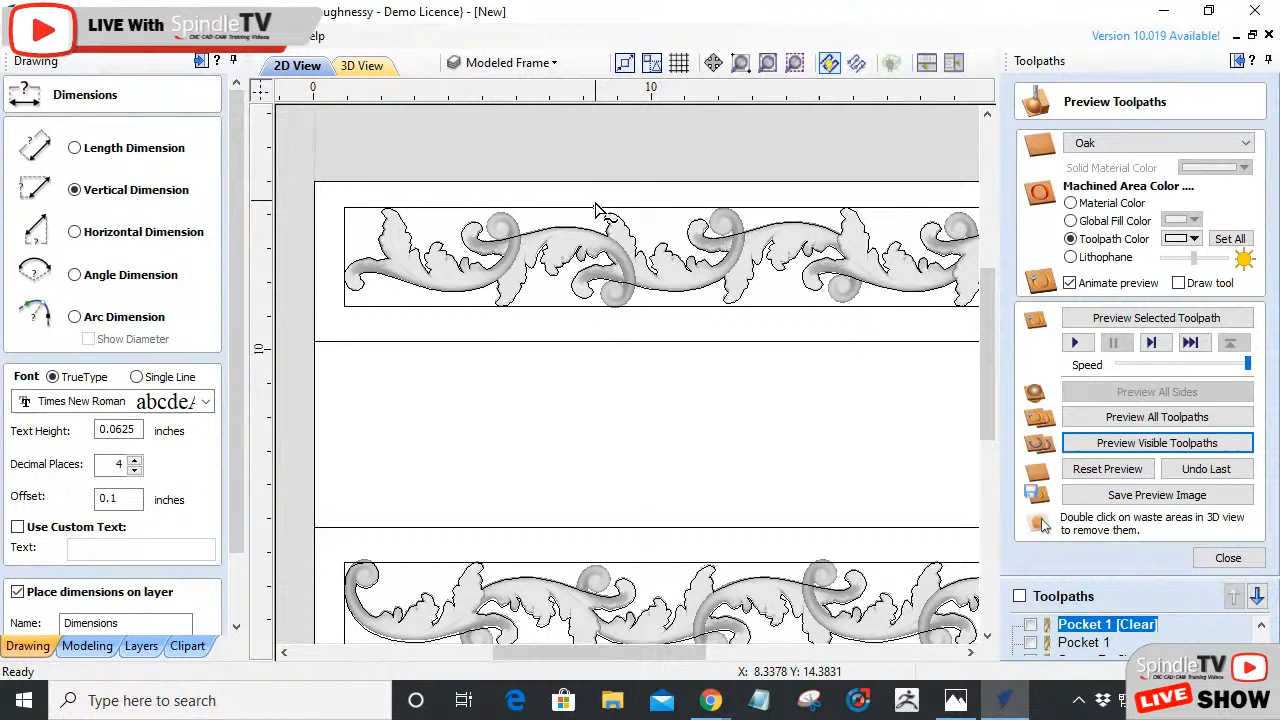 LIVE With SpindleTV
CNC-CAD-CAM Training Videos
ughnessy - Demo Licence} - [New]
lp
Version 10.019 Available!
Drawing
2D View
3D View
Modeled Frame
Toolpaths
Dimensions
Length Dimension
Vertical Dimension
Horizontal Dimension
Angle Dimension
Arc Dimension
Show Diameter
Font
TrueType
Single Line
Times New Roman
abcdeA
Text Height:
0.0625
inches
Decimal Places:
4
Offset:
0.1
inches
Use Custom Text:
Text:
Place dimensions on layer
Name:
Dimensions
Drawing
Modeling
Layers
Clipart
0
10
10
Preview Toolpaths
Oak
Solid Material Color
Machined Area Color ....
Material Color
Global Fill Color
Toolpath Color
Set All
Lithophane
Animate preview
Draw tool
Preview Selected Toolpath
Speed
Preview All Sides
Preview All Toolpaths
Preview Visible Toolpaths
Reset Preview
Undo Last
Save Preview Image
Double click on waste areas in 3D view
to remove them.
Close
Toolpaths
Pocket 1 [Clear]
Pocket 1
Ready
X: 8.3378 Y: 14.3831
Type here to search
SpindleTV
CNC-CAD-CAM Training Videos
LIVE SHOW